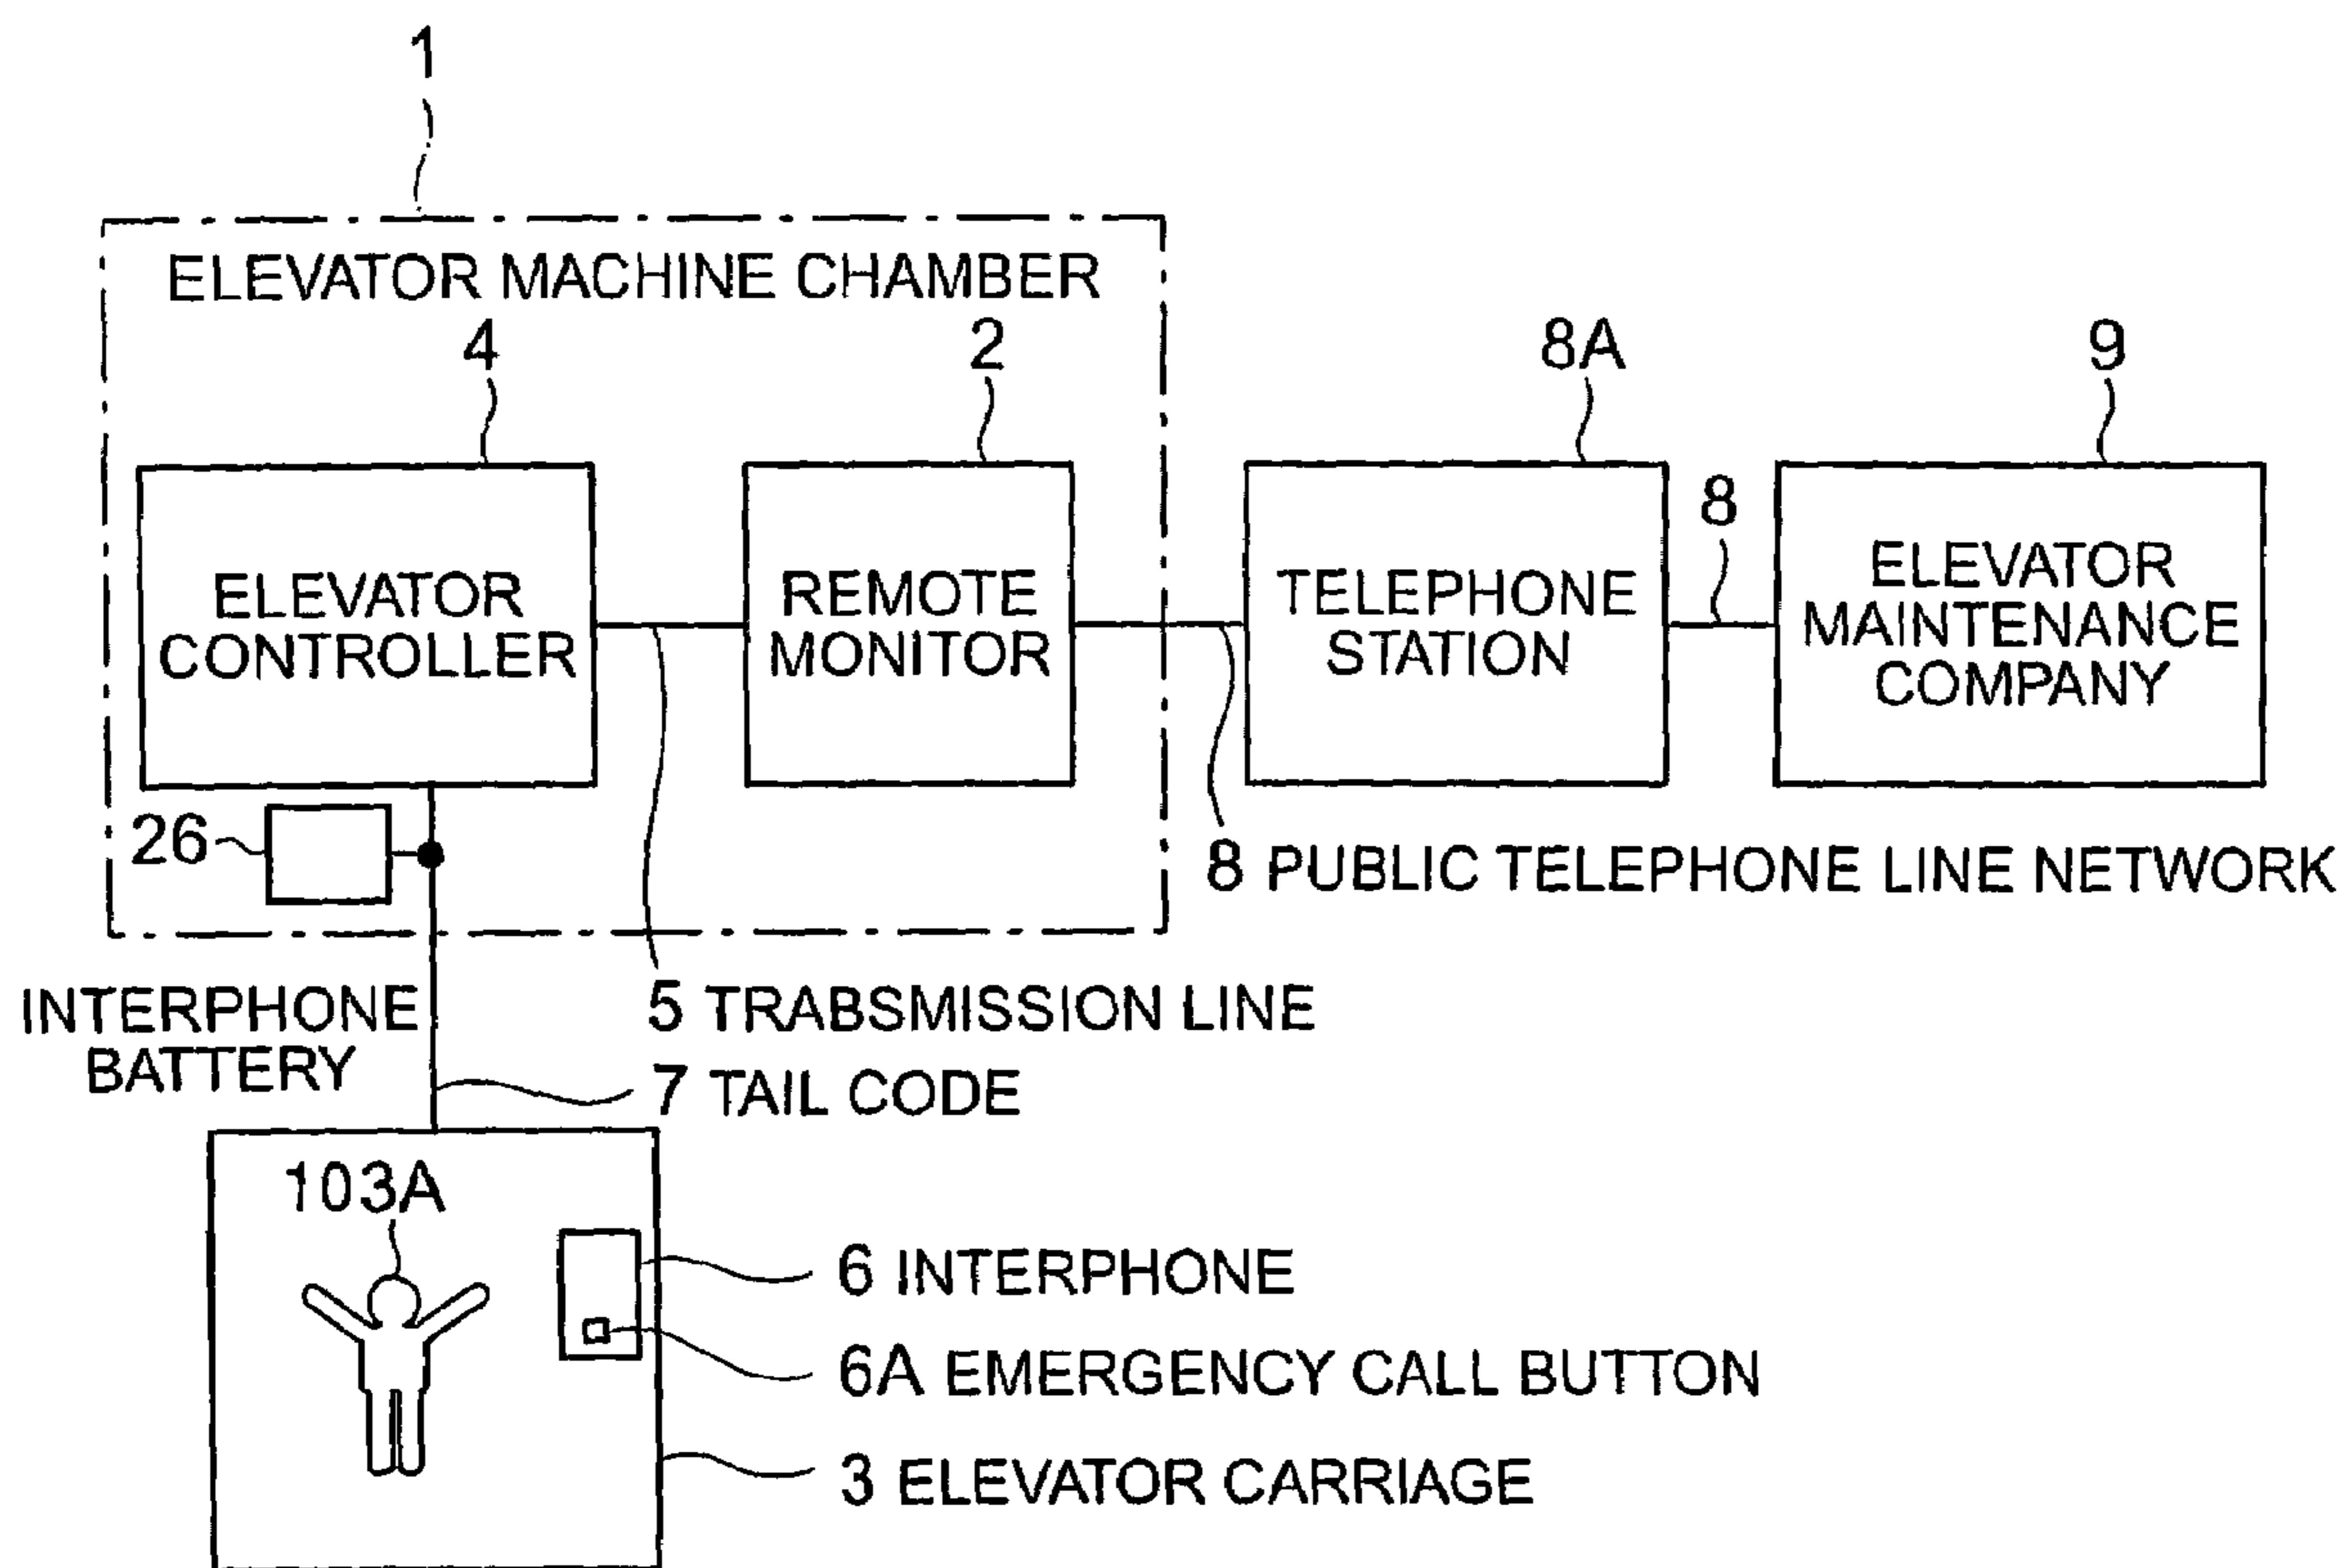 1
ELEVATOR MACHINE CHAMBER
4
2
8A
9
8
ELEVATOR
CONTROLLER
REMOTE
MONITOR
TELEPHONE
STATION
ELEVATOR
MAINTENANCE
COMPANY
26
8 PUBLIC TELEPHONE LINE NETWORK
INTERPHONE
BATTERY
5 TRABSMISSION LINE
7 TAIL CODE
103A
6 INTERPHONE
6A EMERGENCY CALL BUTTON
3 ELEVATOR CARRIAGE